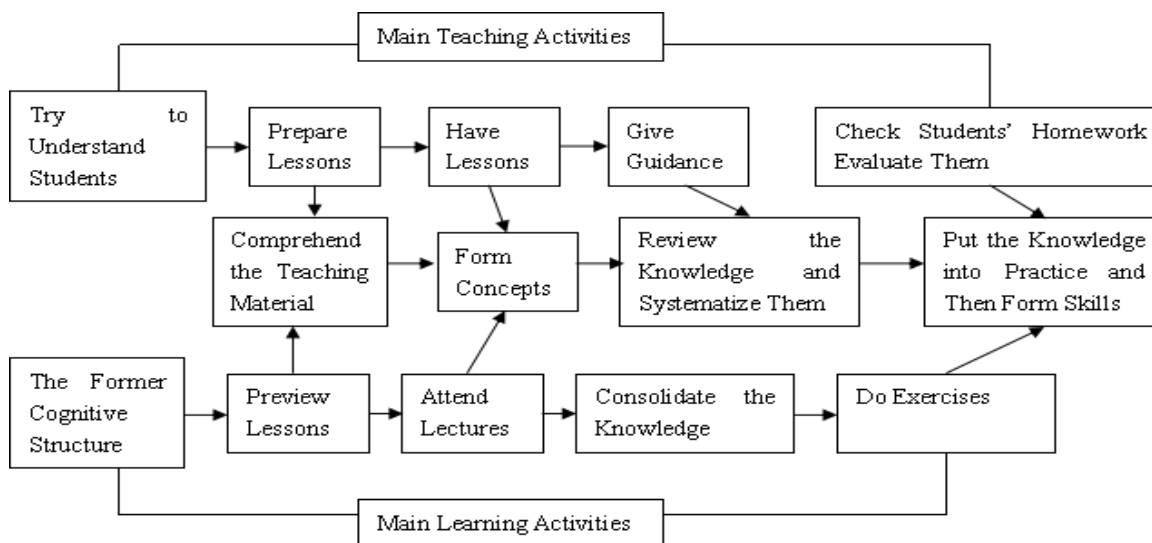 Main Teaching Activities
Try to
Understand
Students
Prepare
Lessons
Have
Lessons
Give
Guidance
Check Students' Homework
Evaluate Them
Comprehend
the Teaching
Material
Form
Concepts
Review the
Knowledge and
Systematize Them
Put the Knowledge
into Practice and
Then Form Skills
The Former
Cognitive
Structure
Preview
Lessons
Attend
Lectures
Consolidate the
Knowledge
Do Exercises
Main Learning Activities